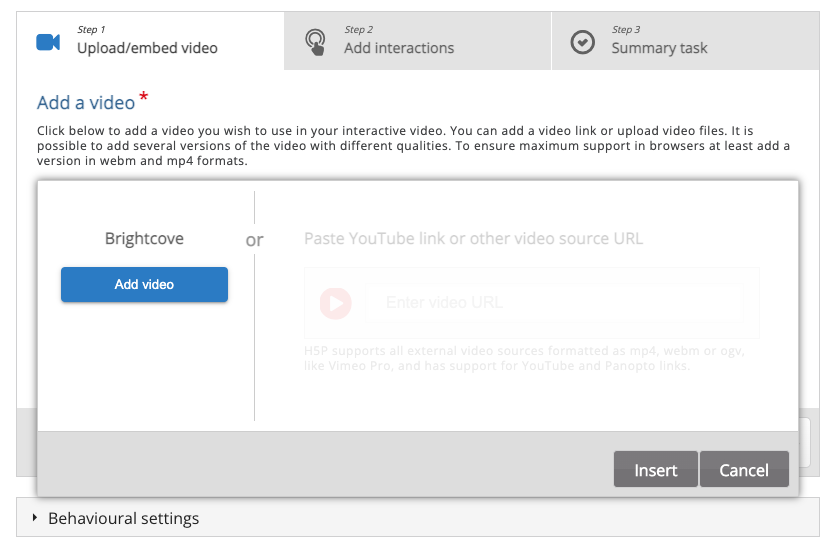 Step 1
Upload/embed video
Step 2
Add interactions
Step 3
Summary task
Add a video *
Click below to add a video you wish to use in your interactive video. You can add a video link or upload video files. It is
possible to add several versions of the video with different qualities. To ensure maximum support in browsers at least add a
version in webm and mp4 formats.
Brightcove
Add video
or
Paste YouTube link or other video source URL
Enter video URL
H5P supports all external video sources formatted as mp4, webm or ogv,
like Vimeo Pro, and has support for YouTube and Panopto links.
Insert
Cancel
Behavioural settings